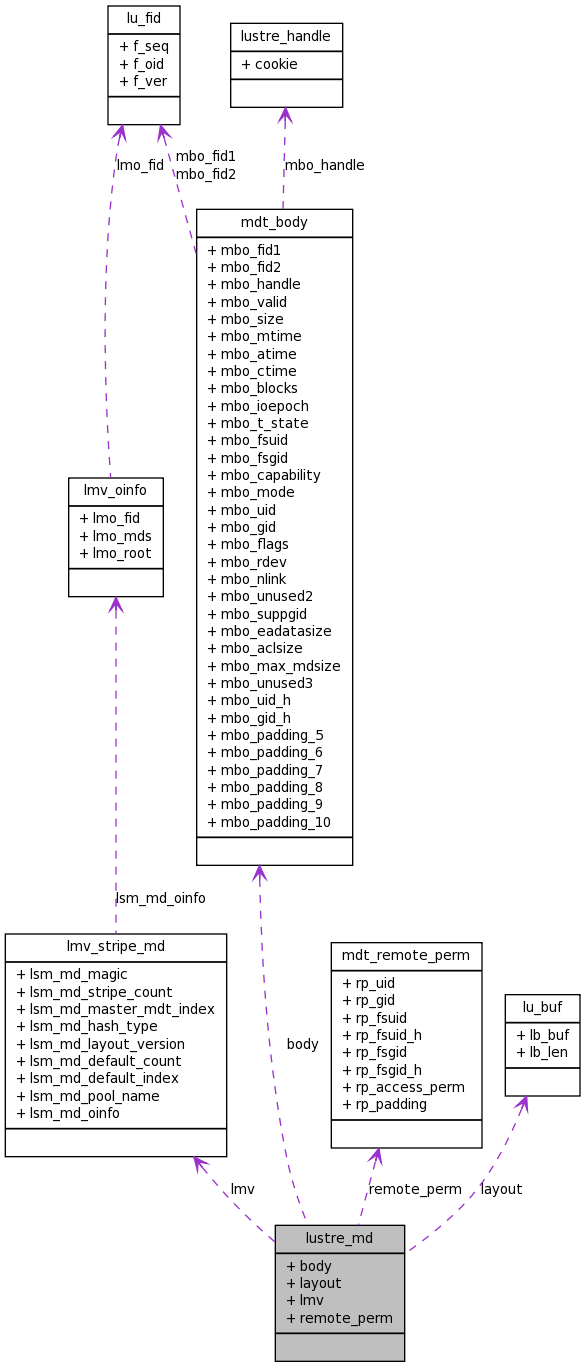 lu_fid
+ f_seq
+ f_oid
+ f_ver
lustre_handle
+ cookie
lmo_fid
mbo_fid1
mbo_fid2
mbo_handle
mdt_body
+ mbo_fid1
+ mbo_fid2
+ mbo_handle
+ mbo_valid
+ mbo_size
+ mbo_mtime
+ mbo_atime
+ mbo_ctime
+ mbo_blocks
+ mbo_ioepoch
+ mbo_t_state
+ mbo_fsuid
+ mbo_fsgid
+ mbo_capability
+ mbo_mode
+ mbo_uid
+ mbo_gid
+ mbo_flags
+ mbo_rdev
+ mbo_nlink
+ mbo_unused2
+ mbo_suppgid
+ mbo_eadatasize
+ mbo_aclsize
+ mbo_max_mdsize
+ mbo_unused3
+ mbo_uid_h
+ mbo_gid_h
+ mbo_padding_5
+ mbo_padding_6
+ mbo_padding_7
+ mbo_padding_8
+ mbo_padding_9
+ mbo_padding_10
lmv_oinfo
+ lmo_fid
+ lmo_mds
+ lmo_root
lsm_md_oinfo
lmv_stripe_md
+ lsm_md_magic
+ lsm_md_stripe_count
+ lsm_md_master_mdt_index
+ lsm_md_hash_type
+ lsm_md_layout_version
+ lsm_md_default_count
+ lsm_md_default_index
+ lsm_md_pool_name
+ lsm_md_oinfo
body
mdt_remote_perm
+ rp_uid
+ rp_gid
+ rp_fsuid
+ rp_fsuid_h
+ rp_fsgid
+ rp_fsgid_h
+ rp_access_perm
+ rp_padding
lu_buf
+ lb_buf
+ lb_len
lmv
remote_perm
layout
lustre_md
+ body
+ layout
+ lmv
+ remote_perm